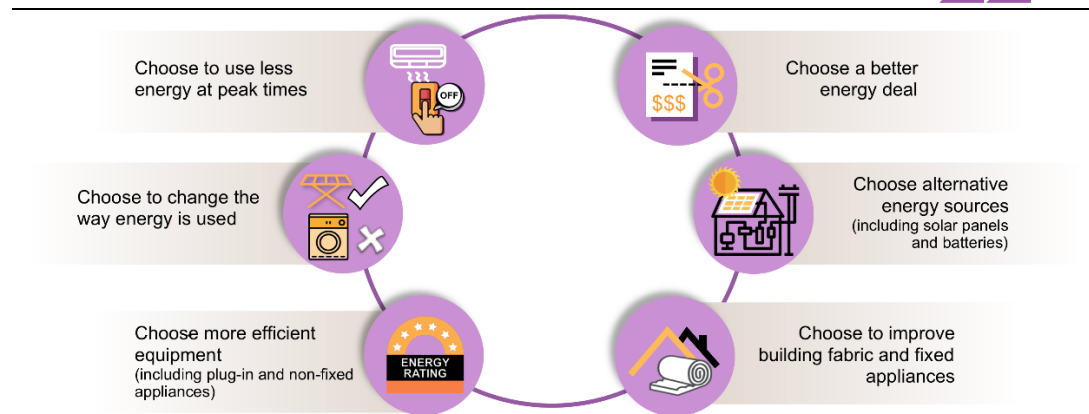 Choose to use less
energy at peak times
OFF
$$$
Choose a better
energy deal
Choose to change the
way energy is used
Choose alternative
energy sources
(including solar panels
and batteries)
Choose more efficient
equipment
(including plug-in and non-fixed
appliances)
ENERGY
RATING
Choose to improve
building fabric and fixed
appliances